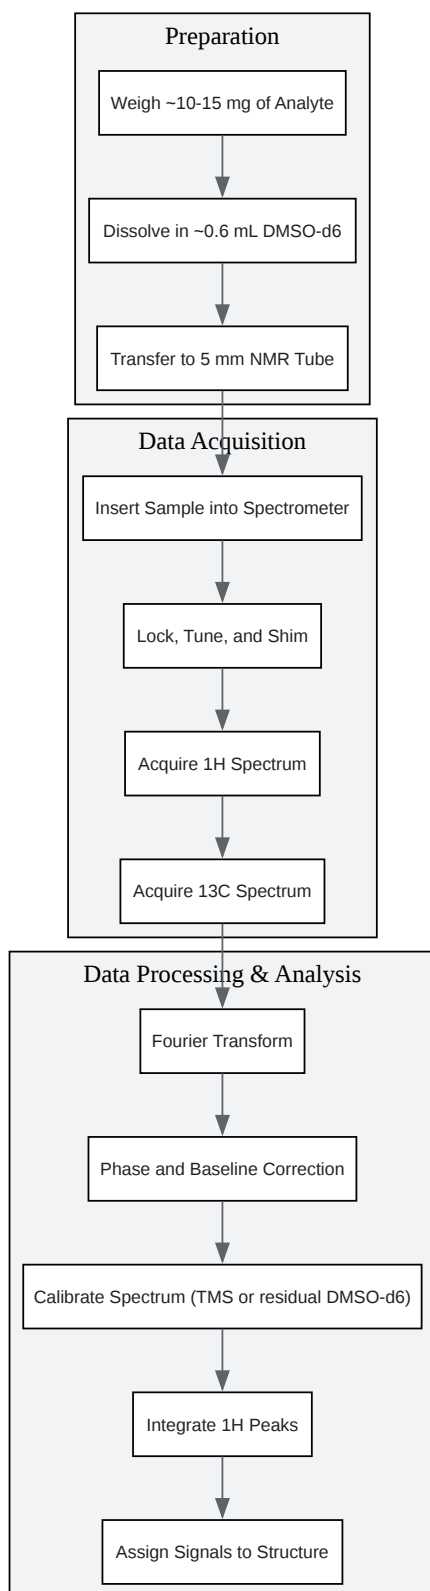 Preparation
Weigh ~10-15 mg of Analyte
Dissolve in ~0.6 mL DMSO-d6
Transfer to 5 mm NMR Tube
Data Acquisition
Insert Sample into Spectrometer
Lock, Tune, and Shim
Acquire 1H Spectrum
Acquire 13C Spectrum
Data Processing & Analysis
Fourier Transform
Phase and Baseline Correction
Calibrate Spectrum (TMS or residual DMSO-d6)
Integrate 1H Peaks
Assign Signals to Structure